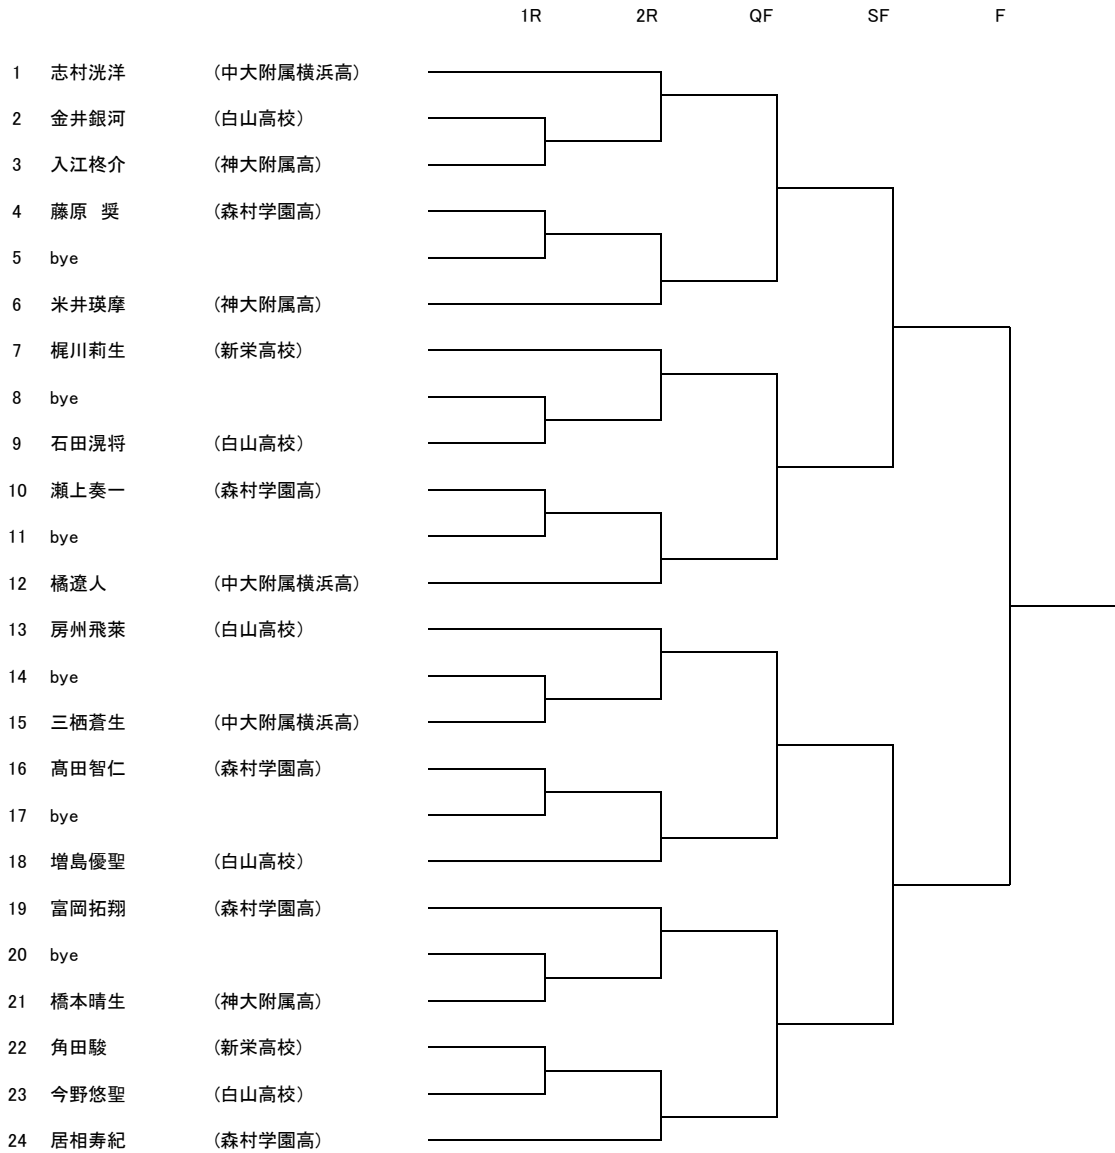 1R 2R QF SF F
1 志村洸洋 (中大附属横浜高)
2 金井銀河 (白山高校)
3 入江柊介 (神大附属高)
4 藤原 奨 (森村学園高)
5 bye
6 米井瑛摩 (神大附属高)
7 梶川莉生 (新栄高校)
8 bye
9 石田滉将 (白山高校)
10 瀬上奏一 (森村学園高)
11 bye
12 橘遼人 (中大附属横浜高)
13 房州飛萊 (白山高校)
14 bye
15 三栖蒼生 (中大附属横浜高)
16 髙田智仁 (森村学園高)
17 bye
18 増島優聖 (白山高校)
19 富岡拓翔 (森村学園高)
20 bye
21 橋本晴生 (神大附属高)
22 角田駿 (新栄高校)
23 今野悠聖 (白山高校)
24 居相寿紀 (森村学園高)